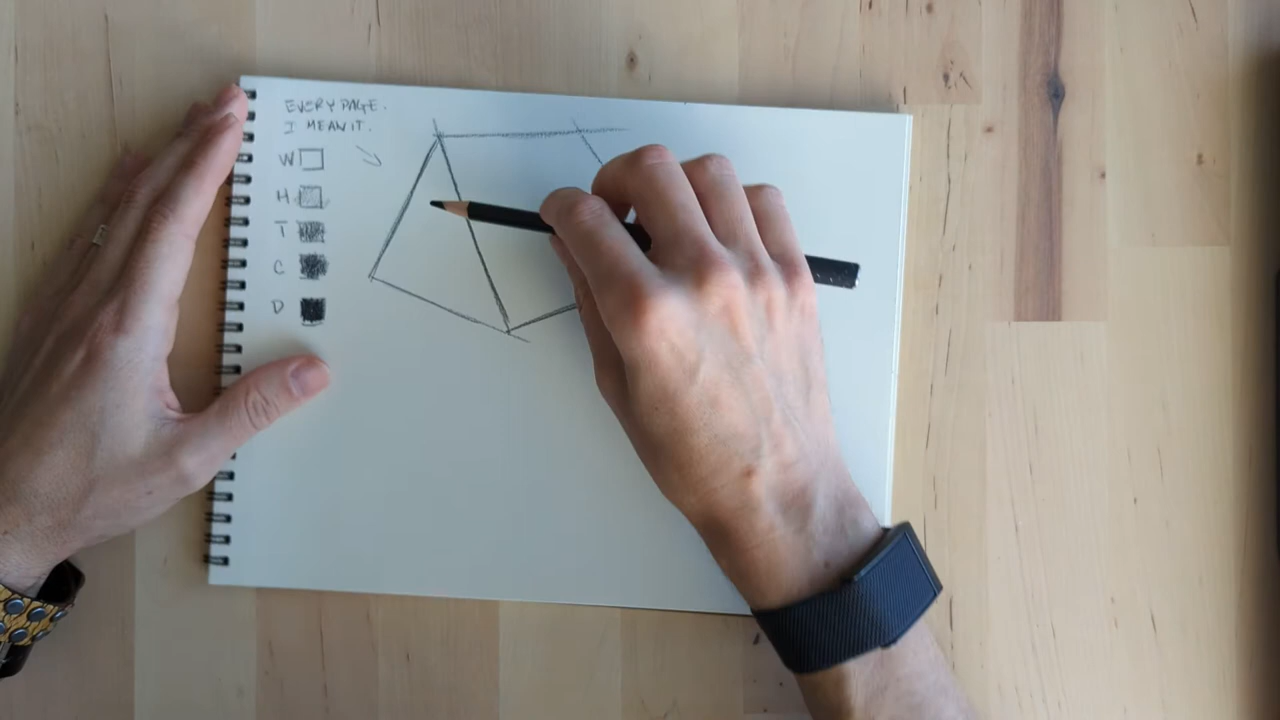 EVERY PAGE.
I MEAN IT.
W
H
T
C
D